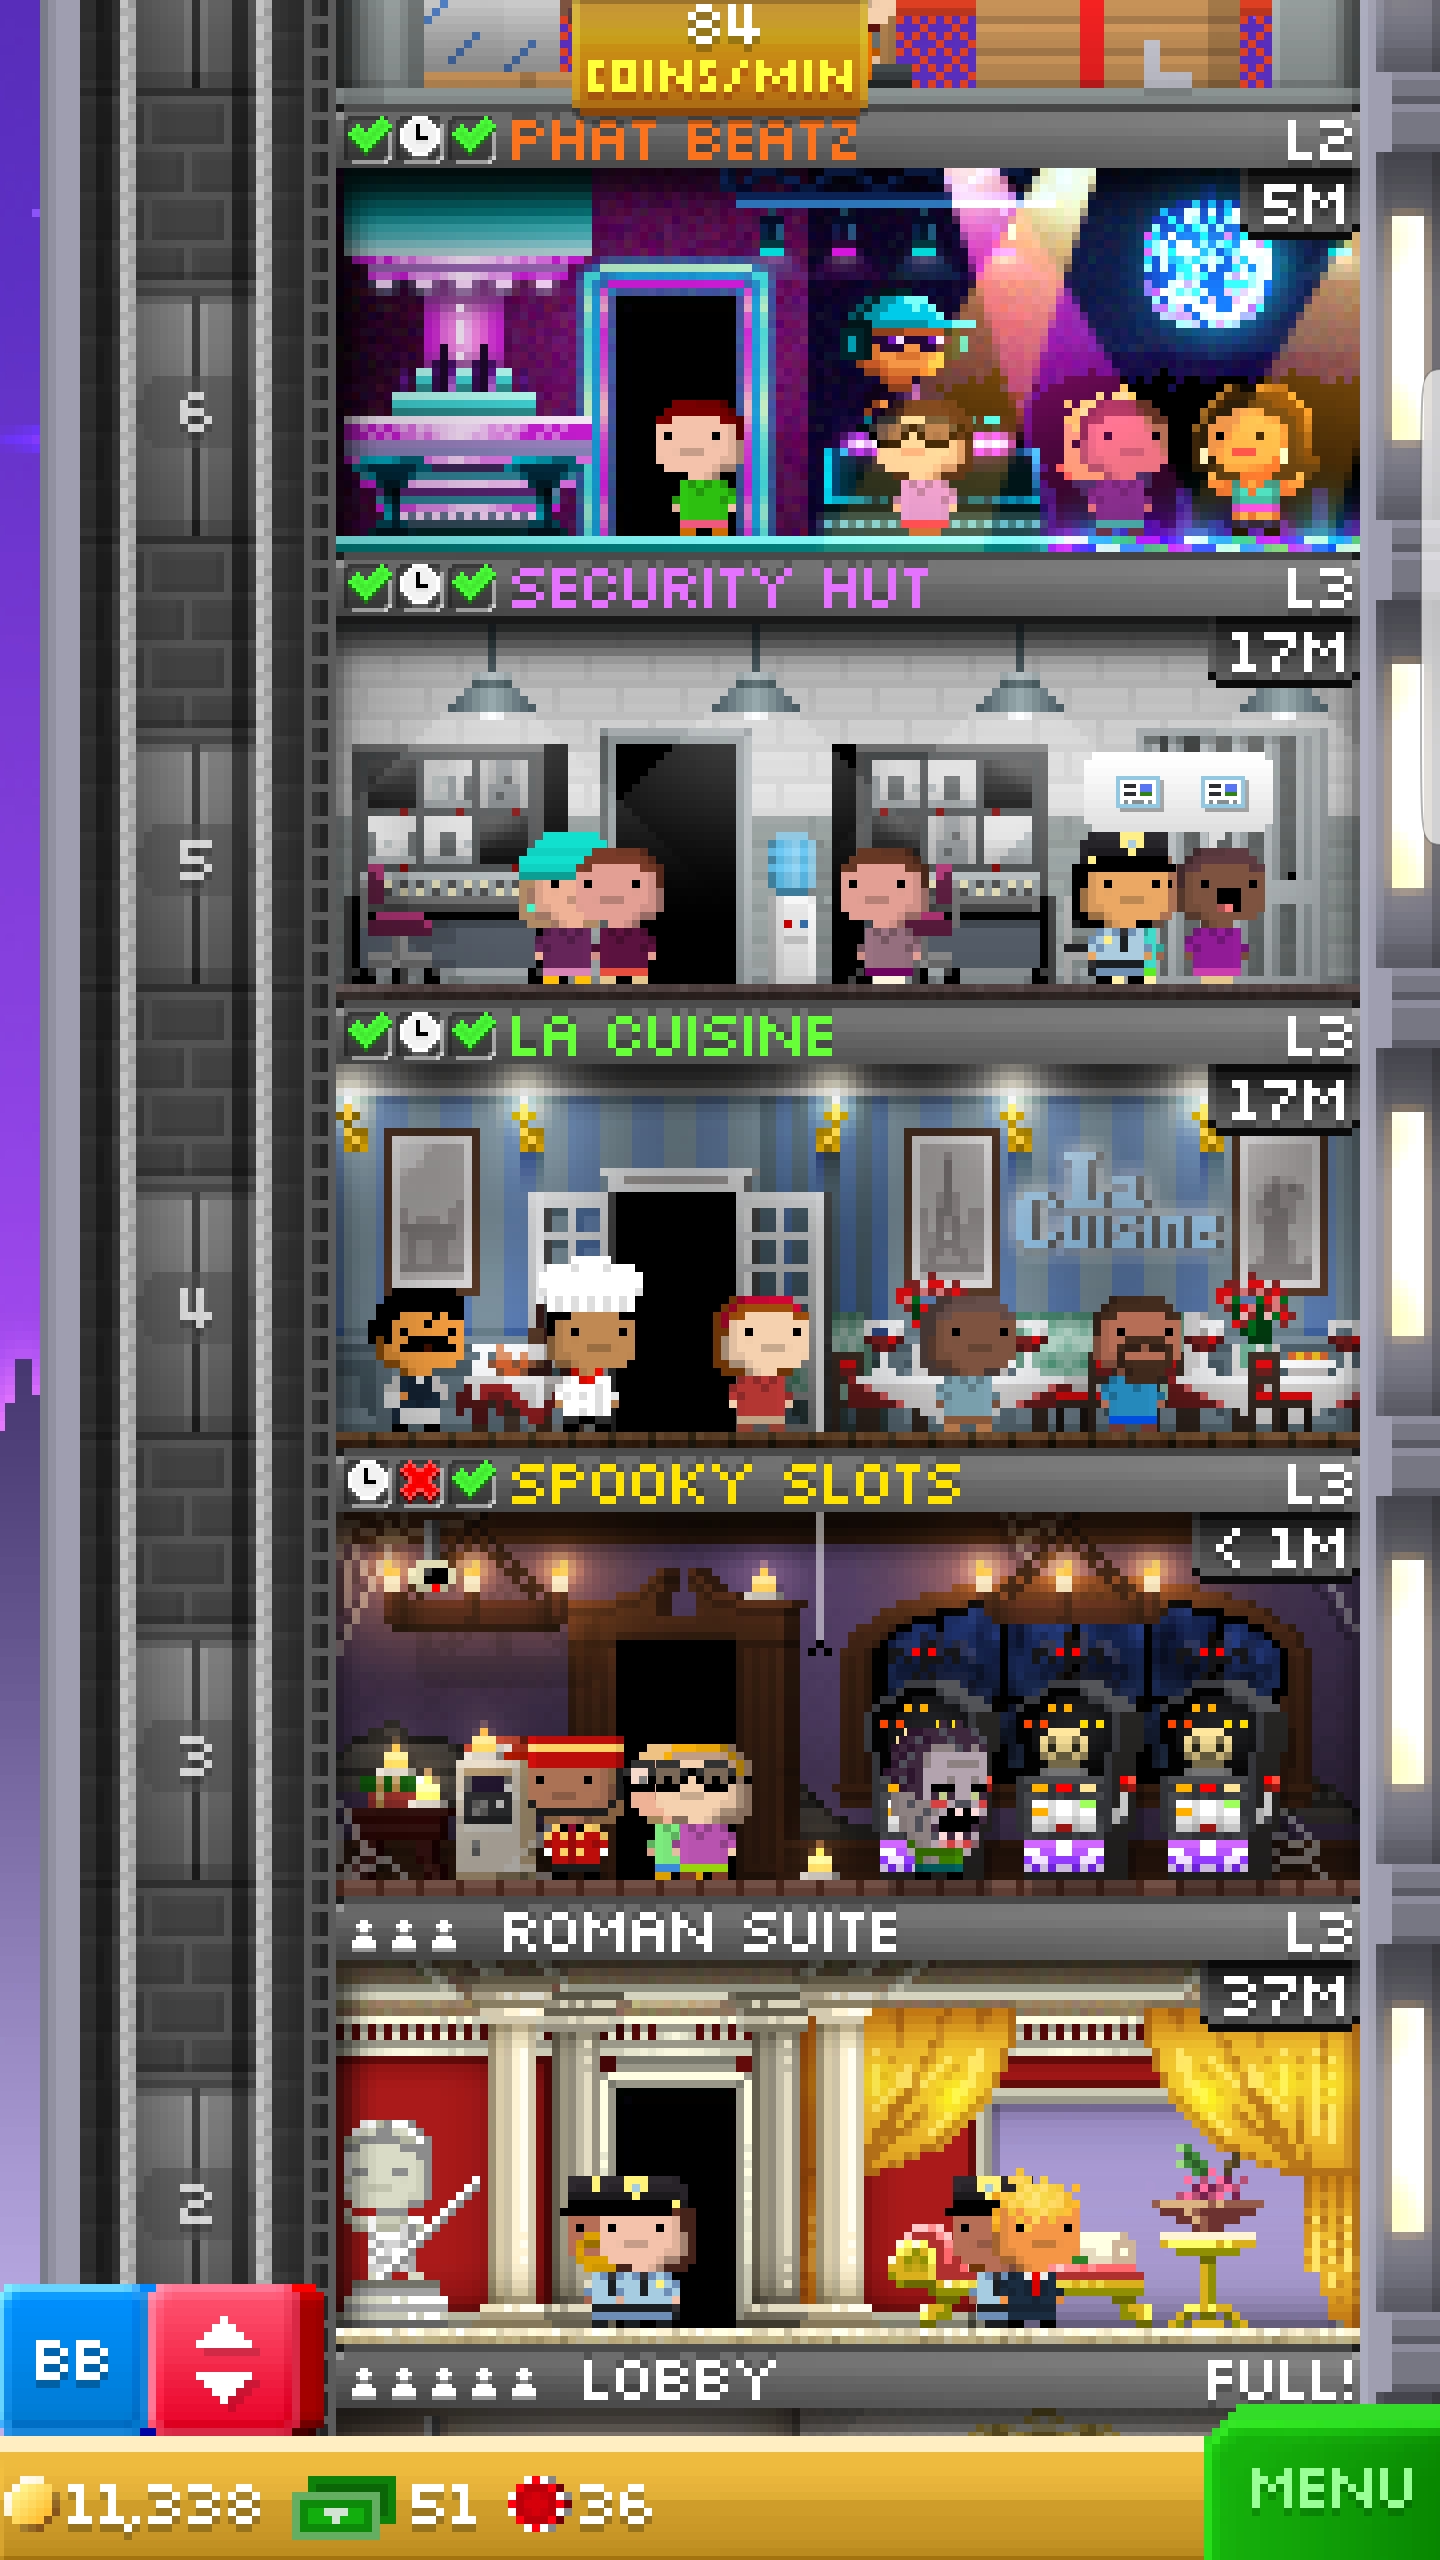 84
COINS/MIN
PHAT BEATZ L2
5M
6
SECURITY HUT L3
17M
5
LA CUISINE L3
17M
La
Cuisine
4
SPOOKY SLOTS L3
< 1M
3
ROMAN SUITE L3
37M
2
BB
LOBBY FULL!
11,338 51 36
MENU